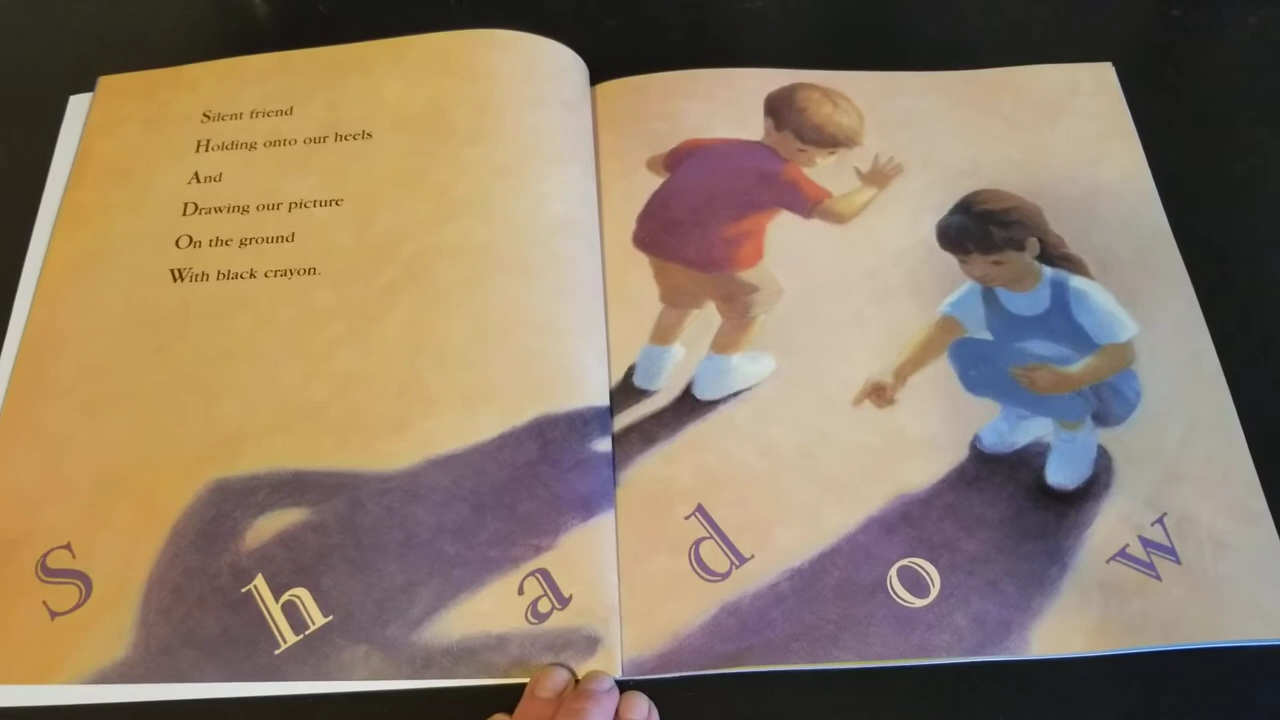 Silent friend
Holding onto our heels
And
Drawing our picture
On the ground
With black crayon.
Shadow